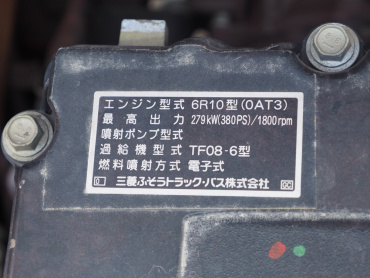 エンジン型式 6R10型(0AT3)
最高出力 279kW(380PS)/1800rpm
噴射ポンプ型式
過給機型式 TF08-6型
燃料噴射方式 電子式
三菱ふそうトラック・バス株式会社